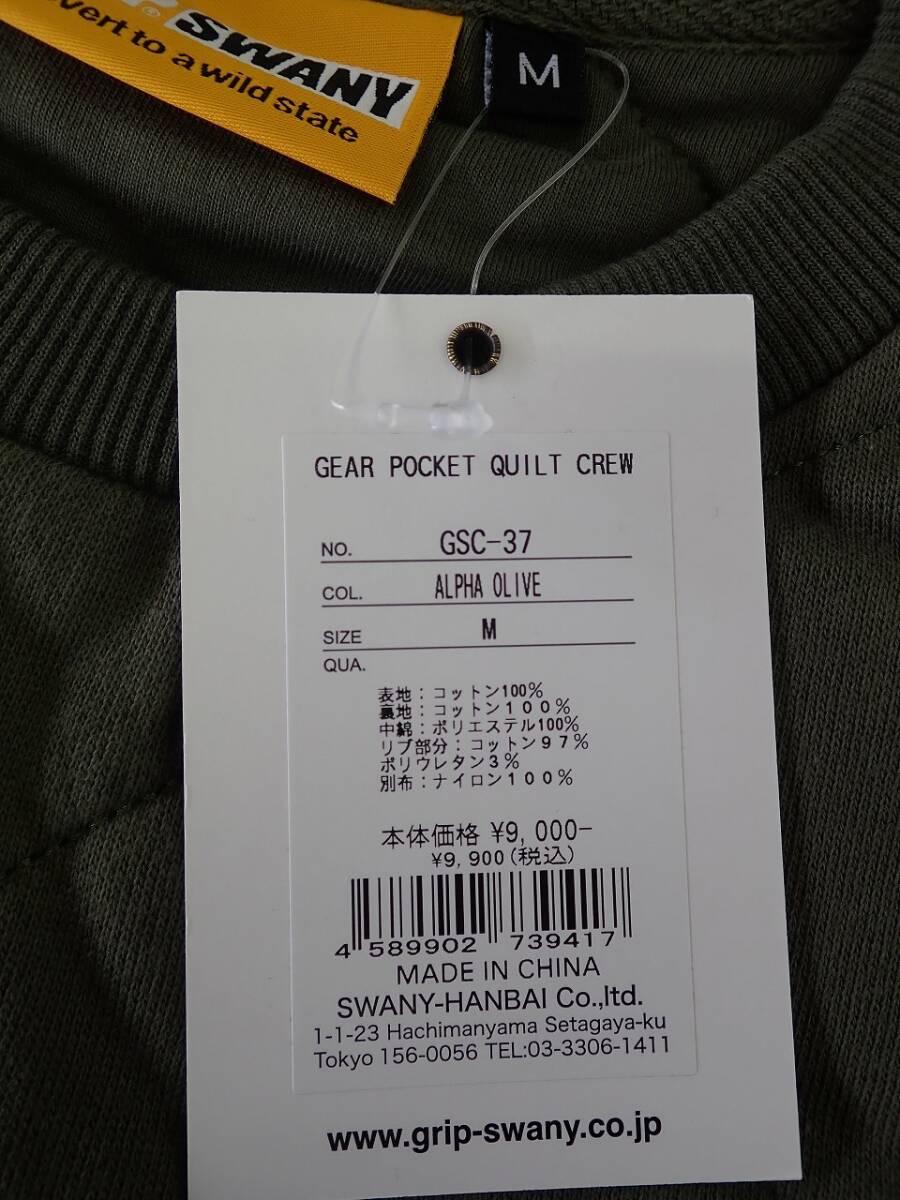 SWANY
to a wild state
M
GEAR POCKET QUILT CREW
NO. GSC-37
COL. ALPHA OLIVE
SIZE M
QUA.
表地：コットン100％
裏地：コットン１００％
中綿：ポリエステル100％
リブ部分：コットン９７％
ポリウレタン３％
別布：ナイロン１００％
本体価格 ¥9,000-
¥9,900(税込)
4 589902 739417
MADE IN CHINA
SWANY-HANBAI Co.,ltd.
1-1-23 Hachimanyama Setagaya-ku
Tokyo 156-0056 TEL:03-3306-1411
www.grip-swany.co.jp